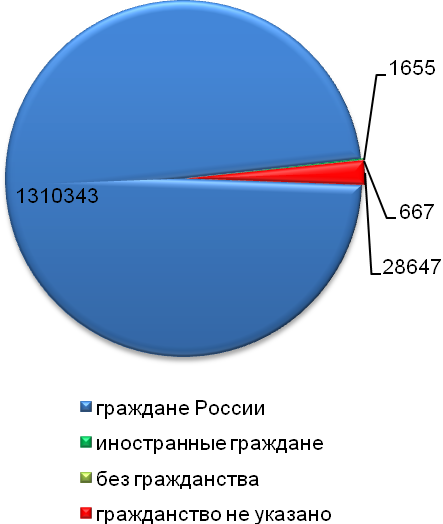 1655
1310343
667
28647
граждане России
иностранные граждане
без гражданства
гражданство не указано